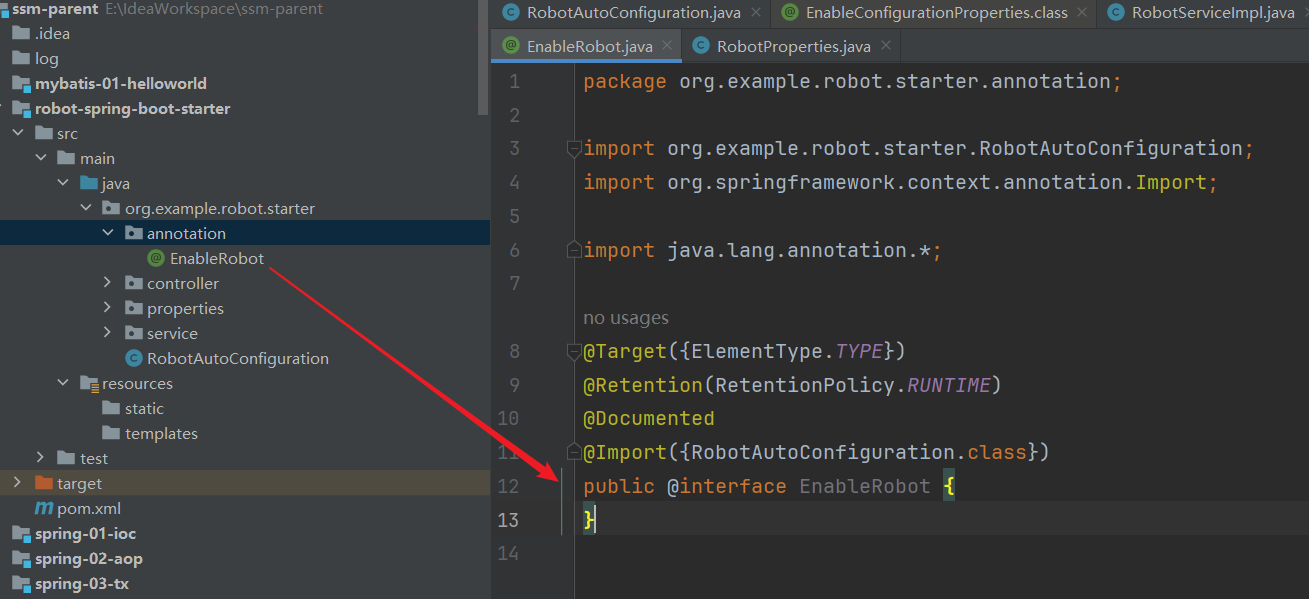 ssm-parent E:\IdeaWorkspace\ssm-parent
.idea
log
mybatis-01-helloworld
robot-spring-boot-starter
src
main
java
org.example.robot.starter
annotation
EnableRobot
controller
properties
service
RobotAutoConfiguration
resources
static
templates
test
target
pom.xml
spring-01-ioc
spring-02-aop
spring-03-tx
RobotAutoConfiguration.java
EnableConfigurationProperties.class
RobotServiceImpl.java
EnableRobot.java
RobotProperties.java
1 package org.example.robot.starter.annotation;
2
3 import org.example.robot.starter.RobotAutoConfiguration;
4 import org.springframework.context.annotation.Import;
5
6 import java.lang.annotation.*;
7
no usages
8 @Target({ElementType.TYPE})
9 @Retention(RetentionPolicy.RUNTIME)
10 @Documented
11 @Import({RobotAutoConfiguration.class})
12 public @interface EnableRobot {
13 }
14